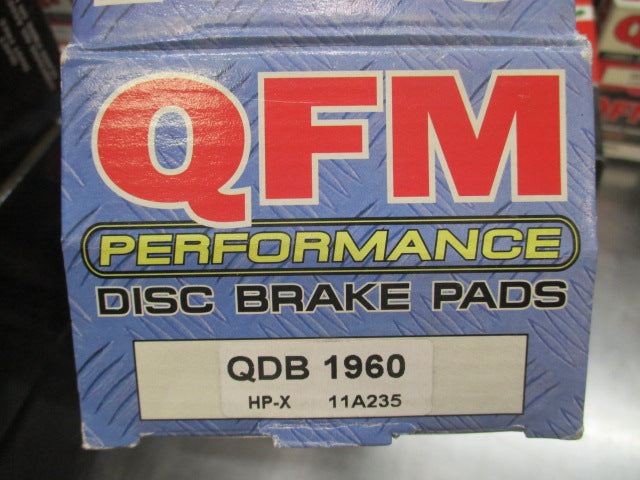 QFM
PERFORMANCE
DISC BRAKE PADS
QDB 1960
HP-X 11A235